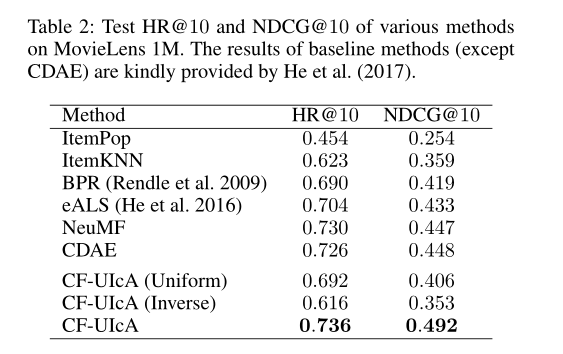 Table 2: Test HR@10 and NDCG@10 of various methods
on MovieLens 1M. The results of baseline methods (except
CDAE) are kindly provided by He et al. (2017).
Method HR@10 NDCG@10
ItemPop 0.454 0.254
ItemKNN 0.623 0.359
BPR (Rendle et al. 2009) 0.690 0.419
eALS (He et al. 2016) 0.704 0.433
NeuMF 0.730 0.447
CDAE 0.726 0.448
CF-UIcA (Uniform) 0.692 0.406
CF-UIcA (Inverse) 0.616 0.353
CF-UIcA 0.736 0.492